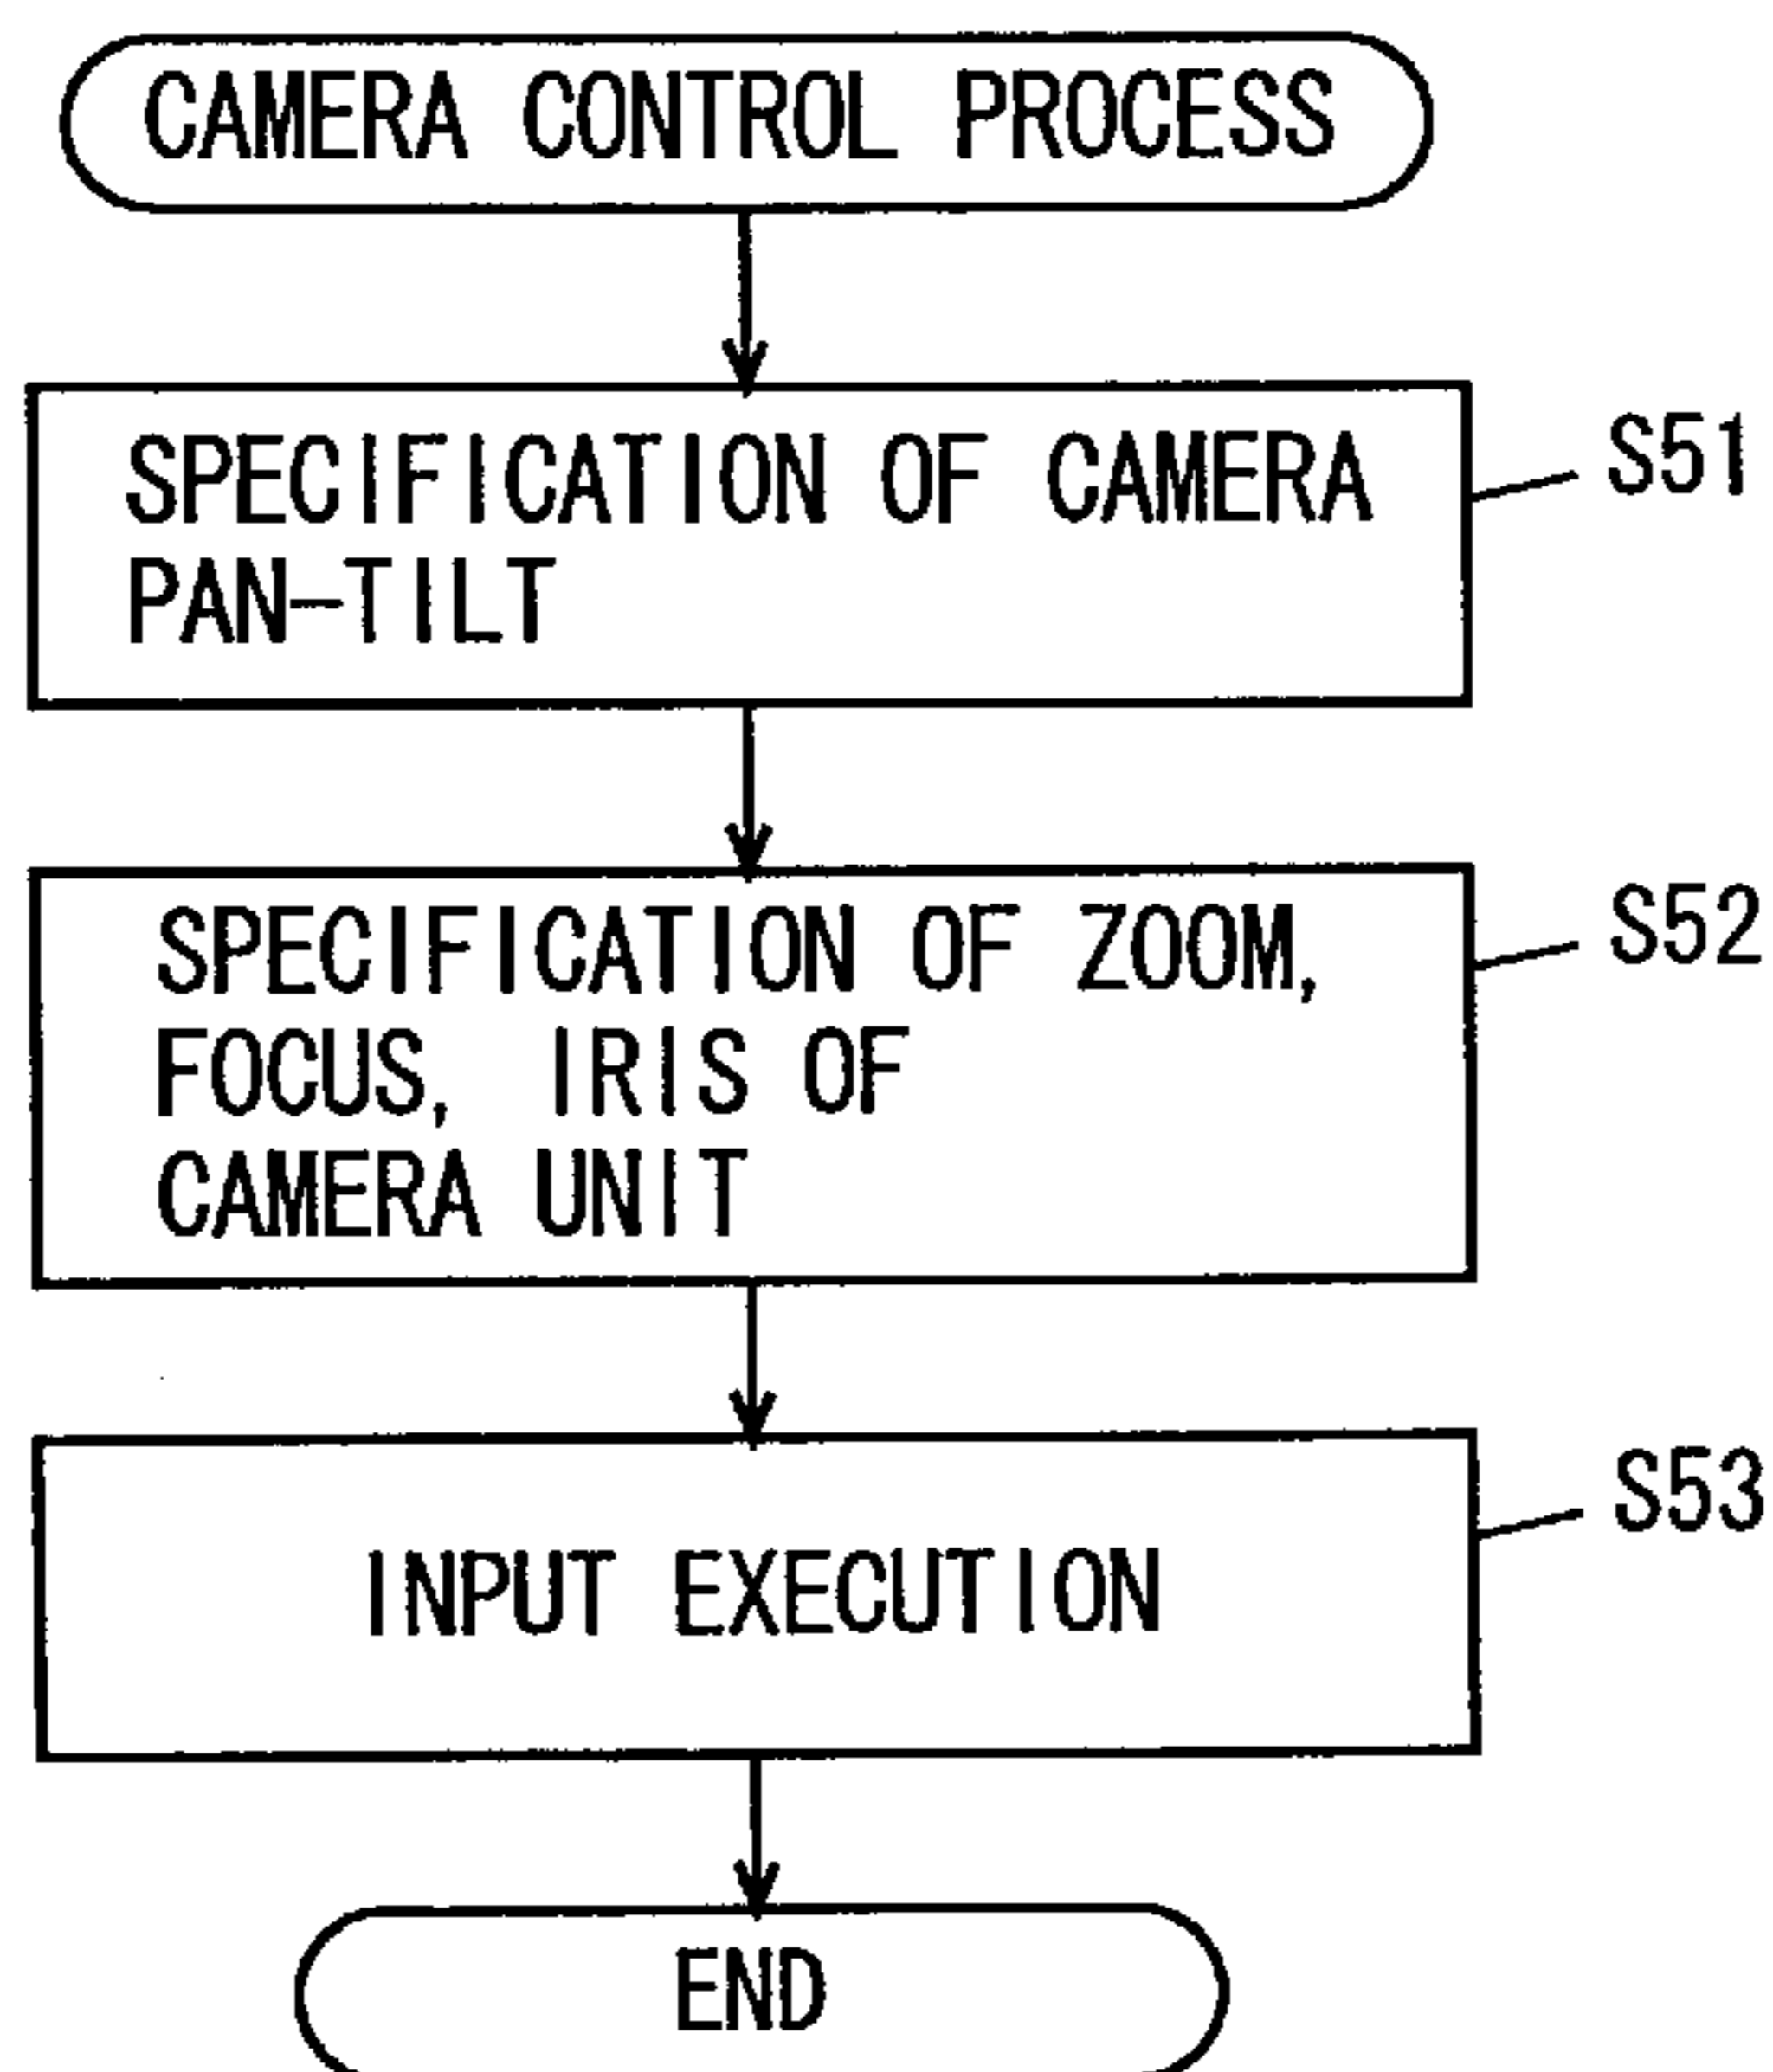 CAMERA CONTROL PROCESS
SPECIFICATION OF CAMERA
PAN-TILT
S51
SPECIFICATION OF ZOOM,
FOCUS, IRIS OF
CAMERA UNIT
S52
INPUT EXECUTION
S53
END